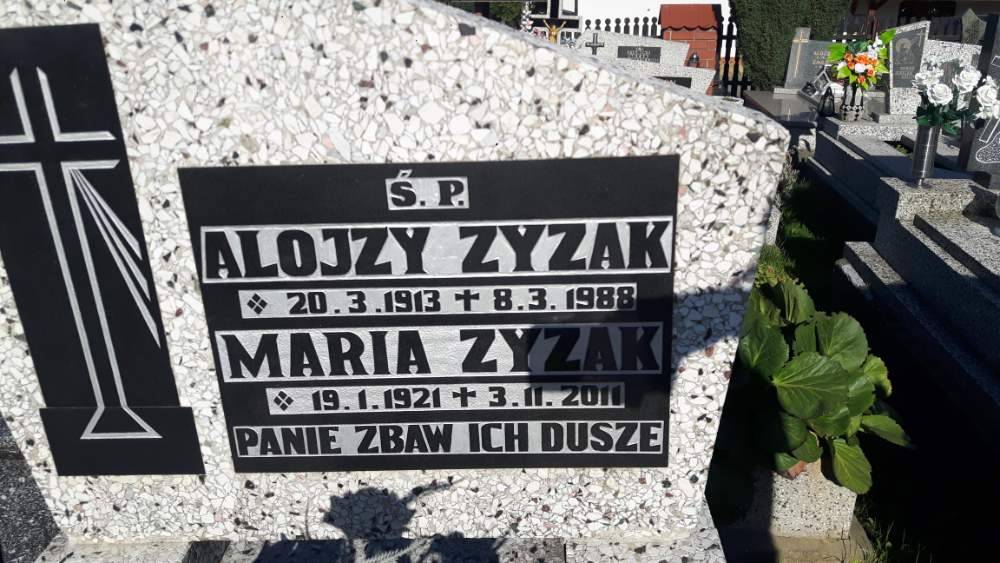 Ś. P.
ALOJZY ZYZAK
❖ 20.3.1913 ✝ 8.3.1988
MARIA ZYZAK
❖ 19.1.1921 ✝ 3.11.2011
PANIE ZBAW ICH DUSZE